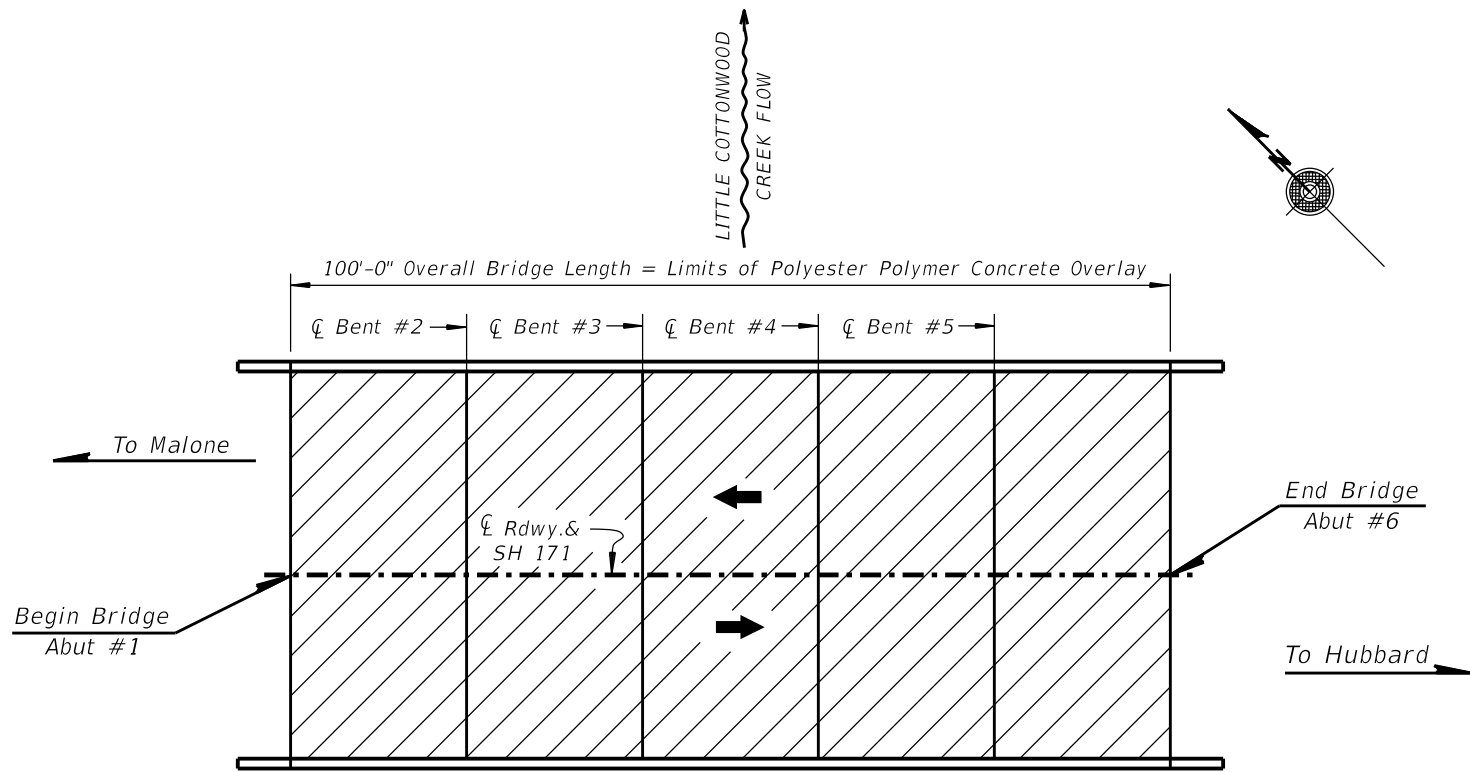 LITTLE COTTONWOOD
CREEK FLOW
N
100'-0" Overall Bridge Length = Limits of Polyester Polymer Concrete Overlay
℄ Bent #2
℄ Bent #3
℄ Bent #4
℄ Bent #5
To Malone
℄ Rdwy.&
SH 171
End Bridge
Abut #6
Begin Bridge
Abut #1
To Hubbard